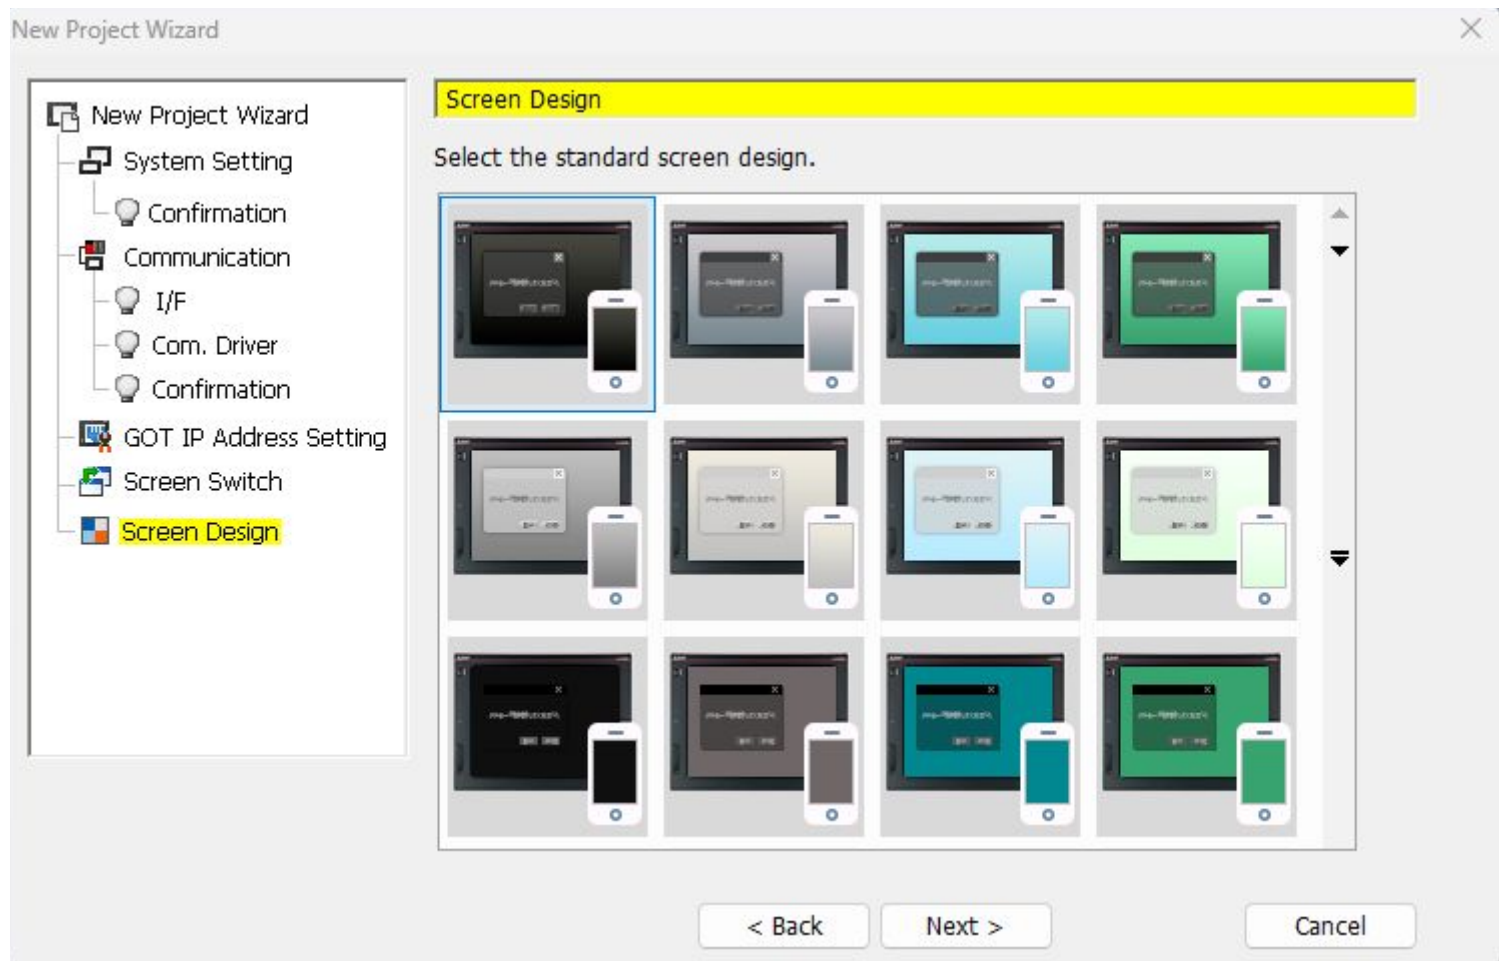 New Project Wizard
New Project Wizard
System Setting
Confirmation
Communication
I/F
Com. Driver
Confirmation
GOT IP Address Setting
Screen Switch
Screen Design
Screen Design
Select the standard screen design.
< Back
Next >
Cancel